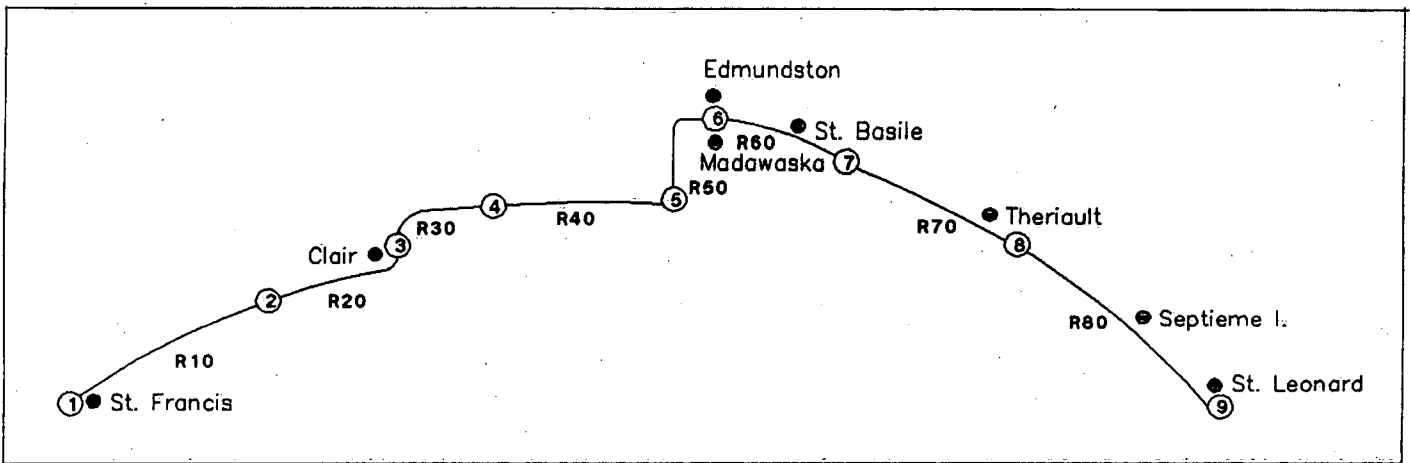 Edmundston
6
St. Basile
R60
Madawaska
7
R50
5
4
R40
Theriault
R30
R70
3
8
Clair
2
R20
Septieme I.
R80
R10
St. Leonard
1
St. Francis
9